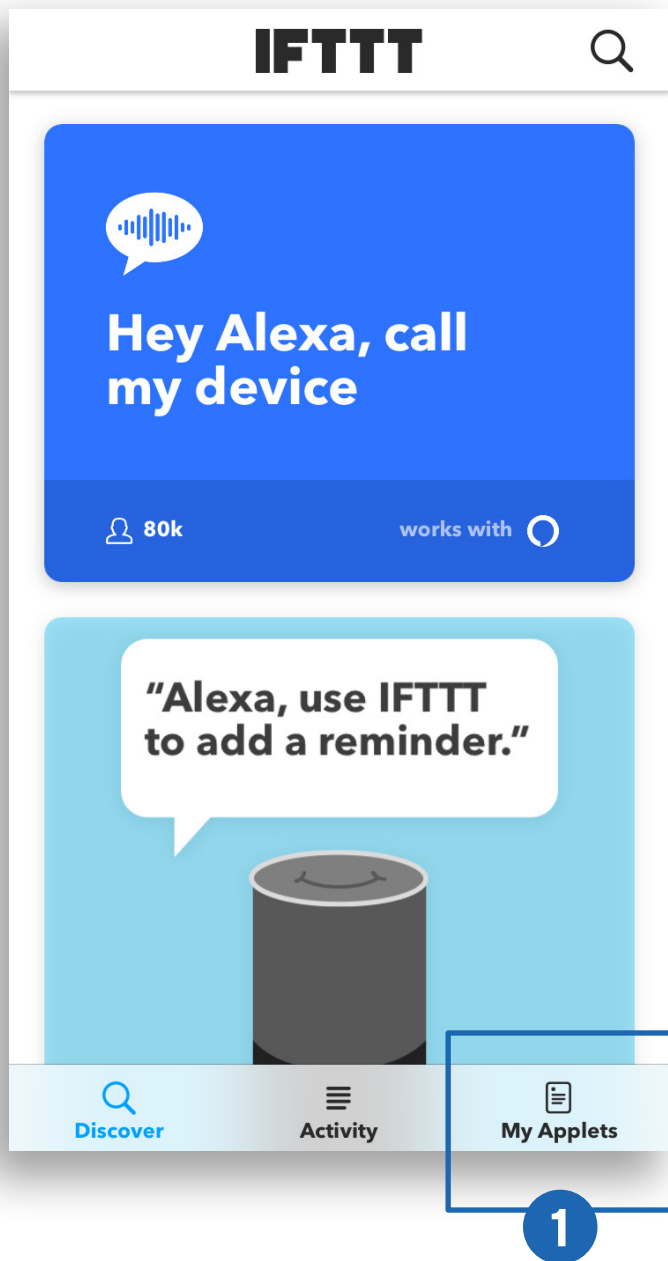 IFTTT
Hey Alexa, call
my device
80k
works with
“Alexa, use IFTTT
to add a reminder.”
Discover
Activity
My Applets
1